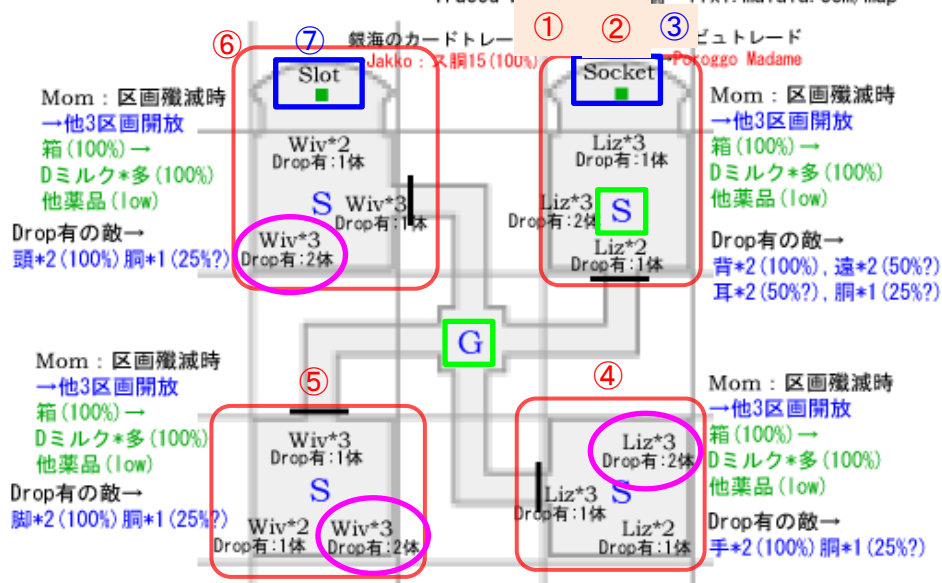 ① ② ③
⑥ ⑦ 銀海のカードトレー
ビュトレード
→Jakko：ス胴15(100%)
→Poroggo Madame
Slot
Socket
Mom：区画殲滅時
→他3区画開放
箱(100%)→
Dミルク*多(100%)
他薬品(low)
Drop有の敵→
頭*2(100%)胴*1(25%?)
Wiv*2
Drop有:1体
S
Wiv*3
Drop有:1体
Wiv*3
Drop有:2体
Liz*3
Drop有:1体
Liz*3
Drop有:2体
S
Liz*2
Drop有:1体
Mom：区画殲滅時
→他3区画開放
箱(100%)→
Dミルク*多(100%)
他薬品(low)
Drop有の敵→
背*2(100%),遠*2(50%?)
耳*2(50%?),胴*1(25%?)
G
Mom：区画殲滅時
→他3区画開放
箱(100%)→
Dミルク*多(100%)
他薬品(low)
Drop有の敵→
脚*2(100%)胴*1(25%?)
⑤
Wiv*3
Drop有:1体
S
Wiv*2
Drop有:1体
Wiv*3
Drop有:2体
④
Liz*3
Drop有:2体
Liz*3
Drop有:1体
S
Liz*2
Drop有:1体
Mom：区画殲滅時
→他3区画開放
箱(100%)→
Dミルク*多(100%)
他薬品(low)
Drop有の敵→
手*2(100%)胴*1(25%?)